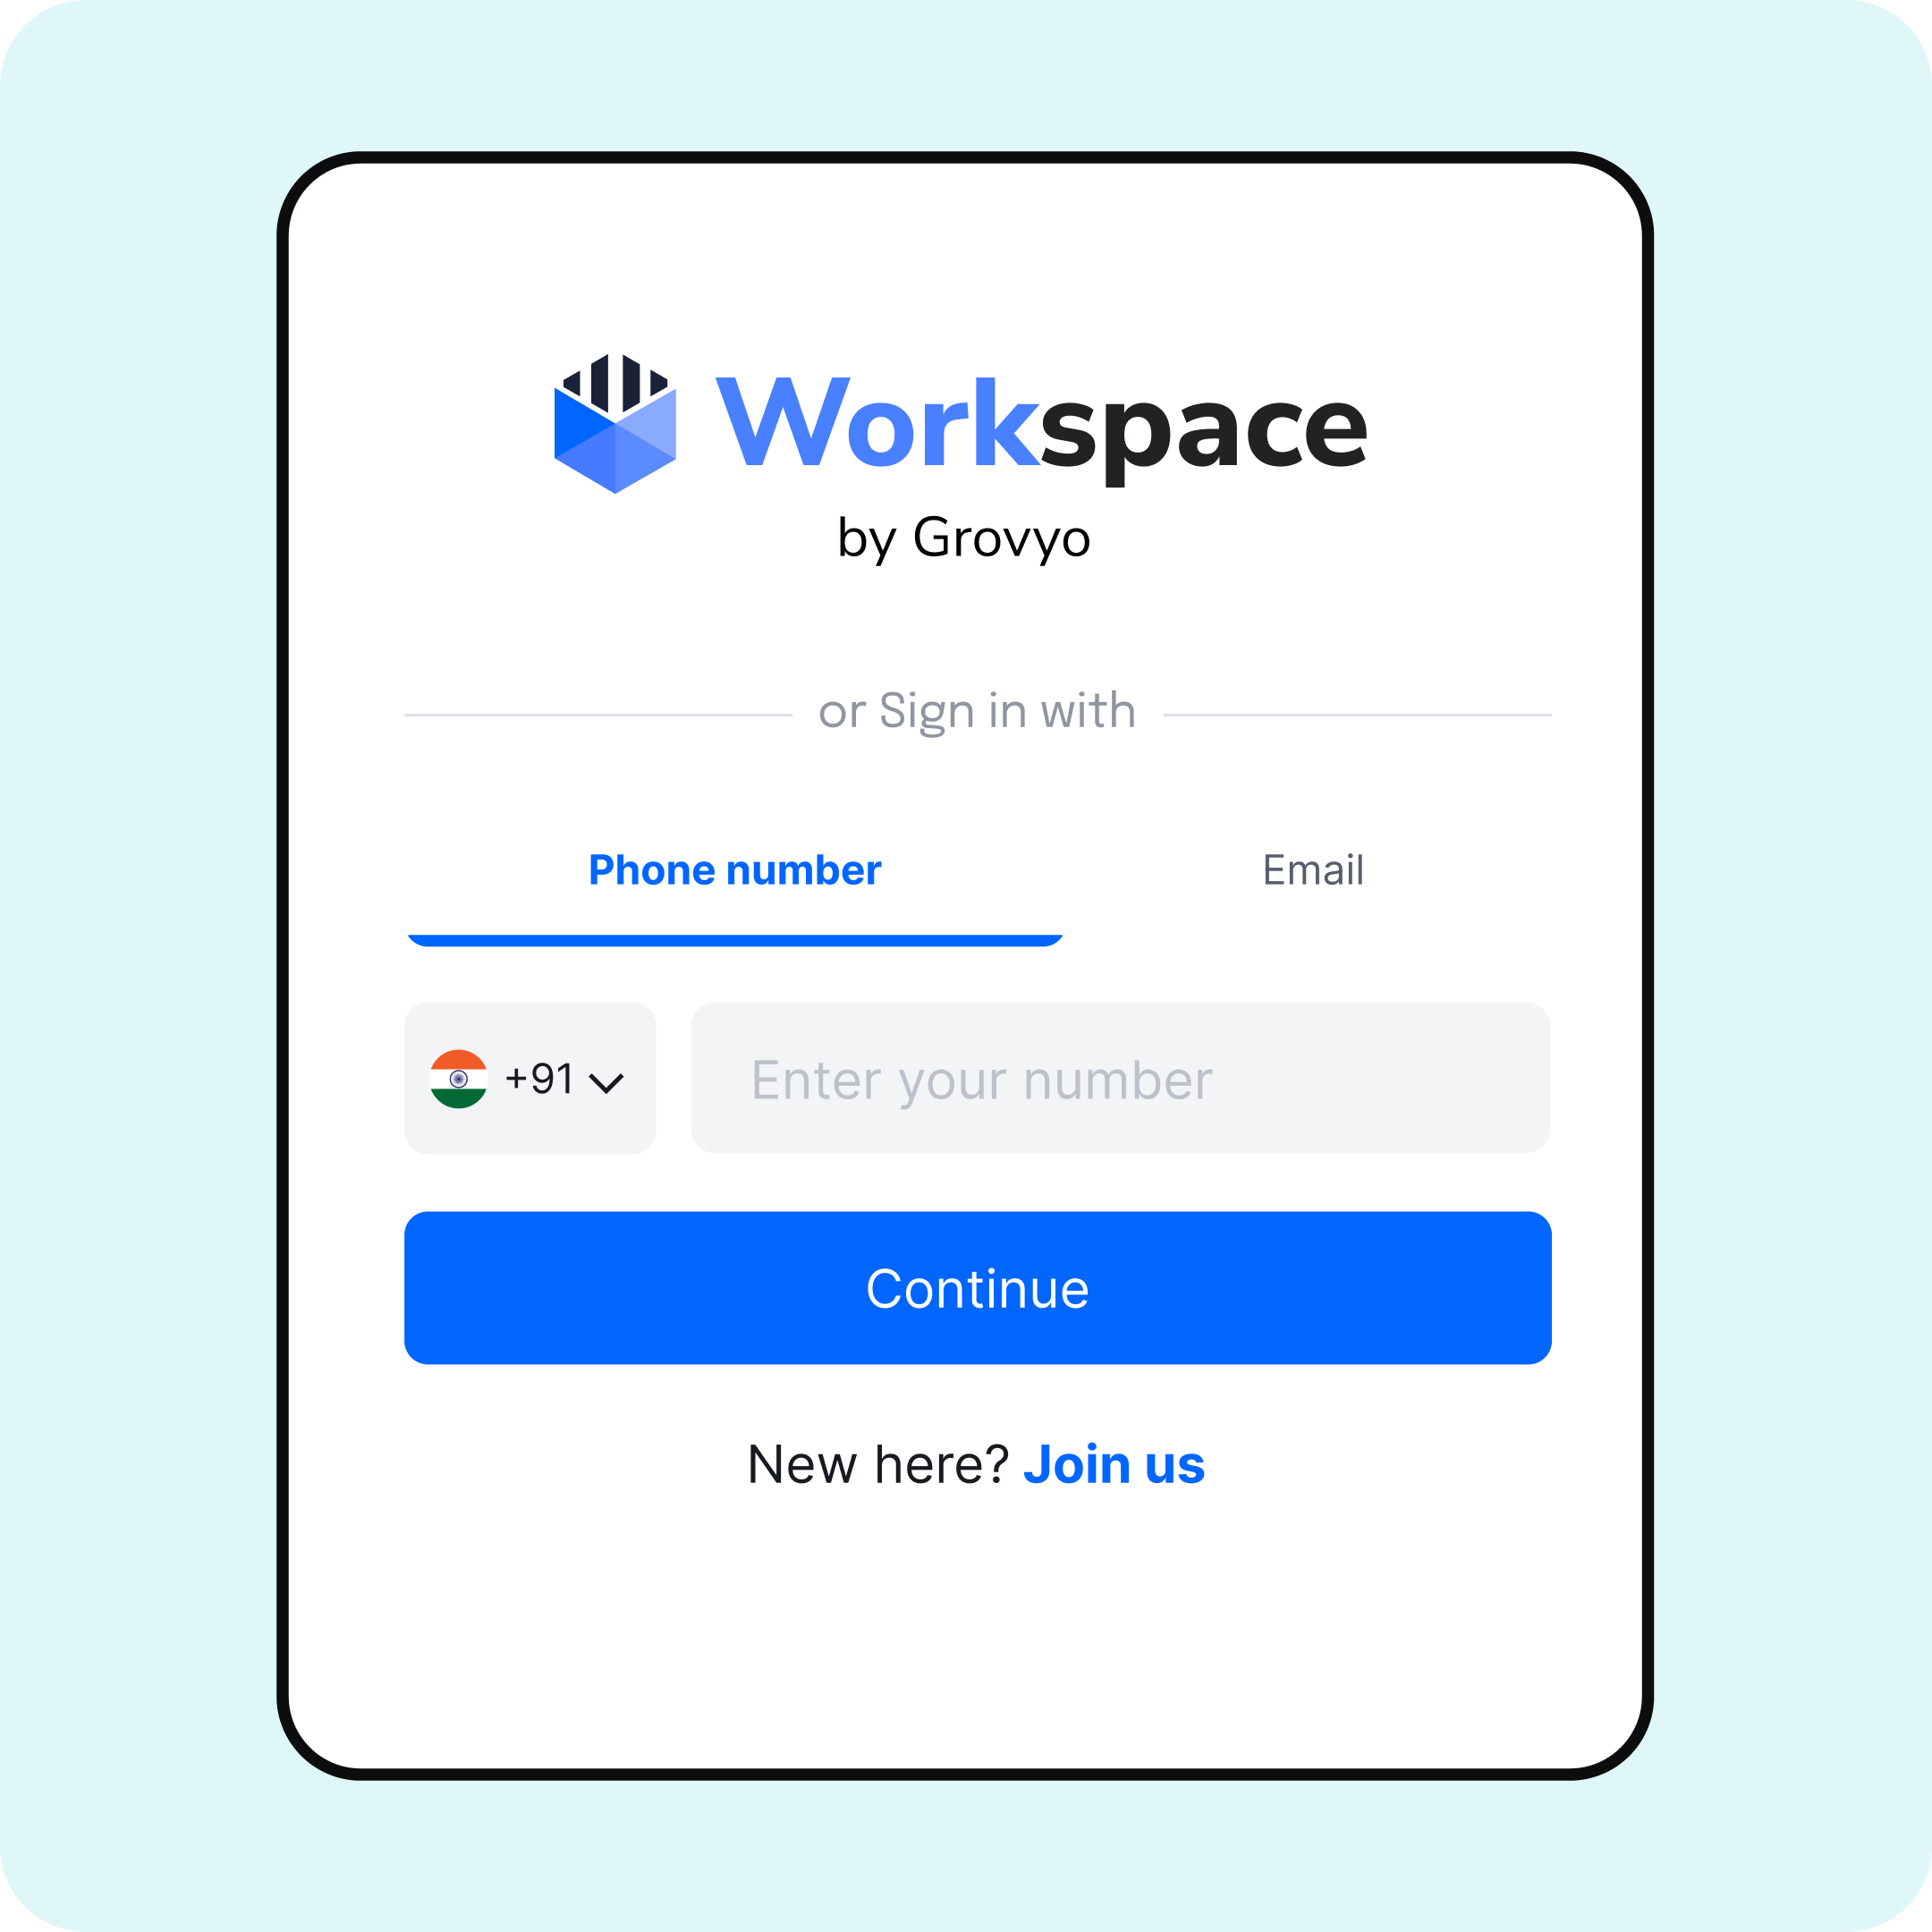 Workspace
by Grovyo
or Sign in with
Phone number
Email
+91
Enter your number
Continue
New here? Join us